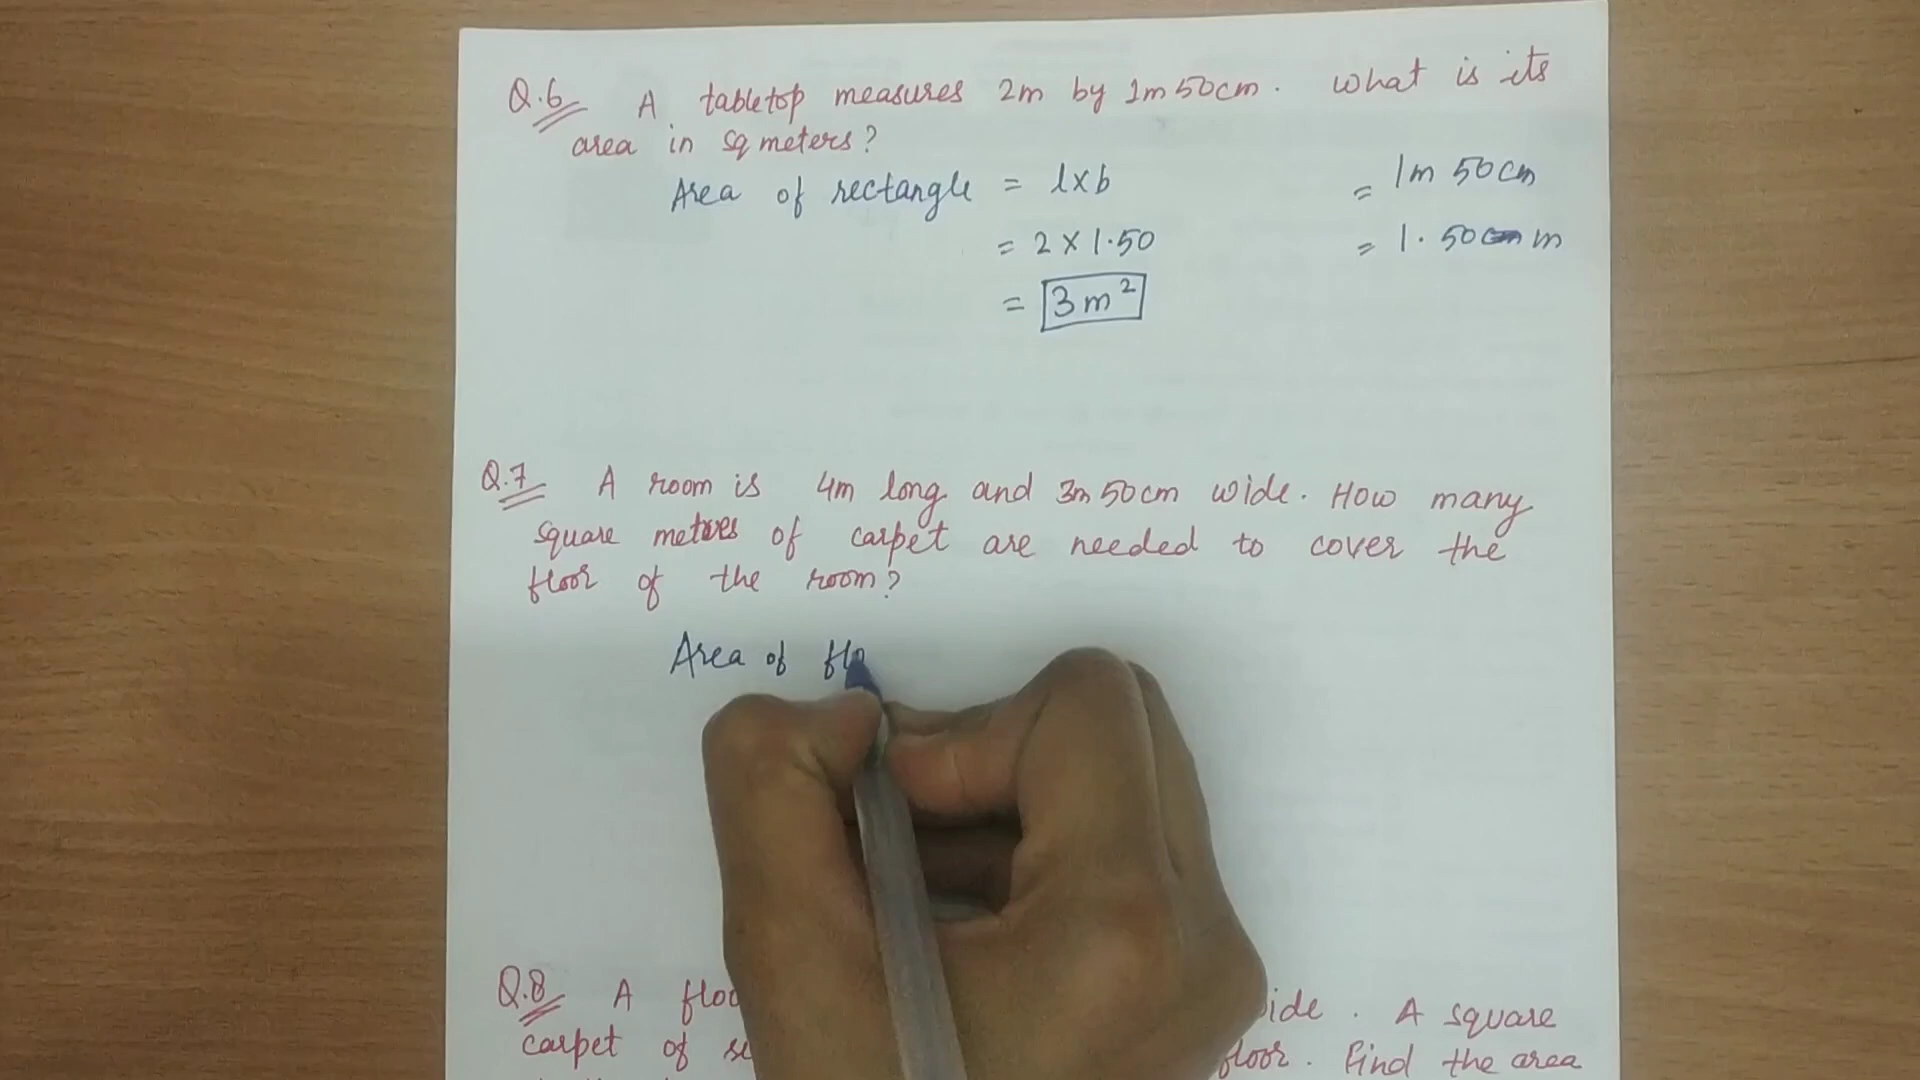 Q.6 A tabletop measures 2m by 1m 50cm. What is its
area in sq meters?
Area of rectangle = l×b
= 1m 50cm
= 2 × 1.50
= 1.50 m
= 3m²
Q.7 A room is 4m long and 3m 50cm wide. How many
square metres of carpet are needed to cover the
floor of the room?
Area of flo
Q.8 A floo ide. A square
carpet of floor. Find the area